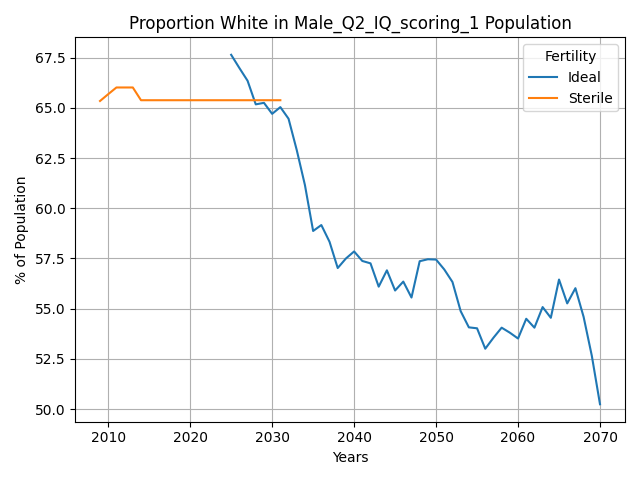 Proportion White in Male_Q2_IQ_scoring_1 Population
% of Population
67.5
65.0
62.5
60.0
57.5
55.0
52.5
50.0
Fertility
Ideal
Sterile
2010
2020
2030
2040
2050
2060
2070
Years